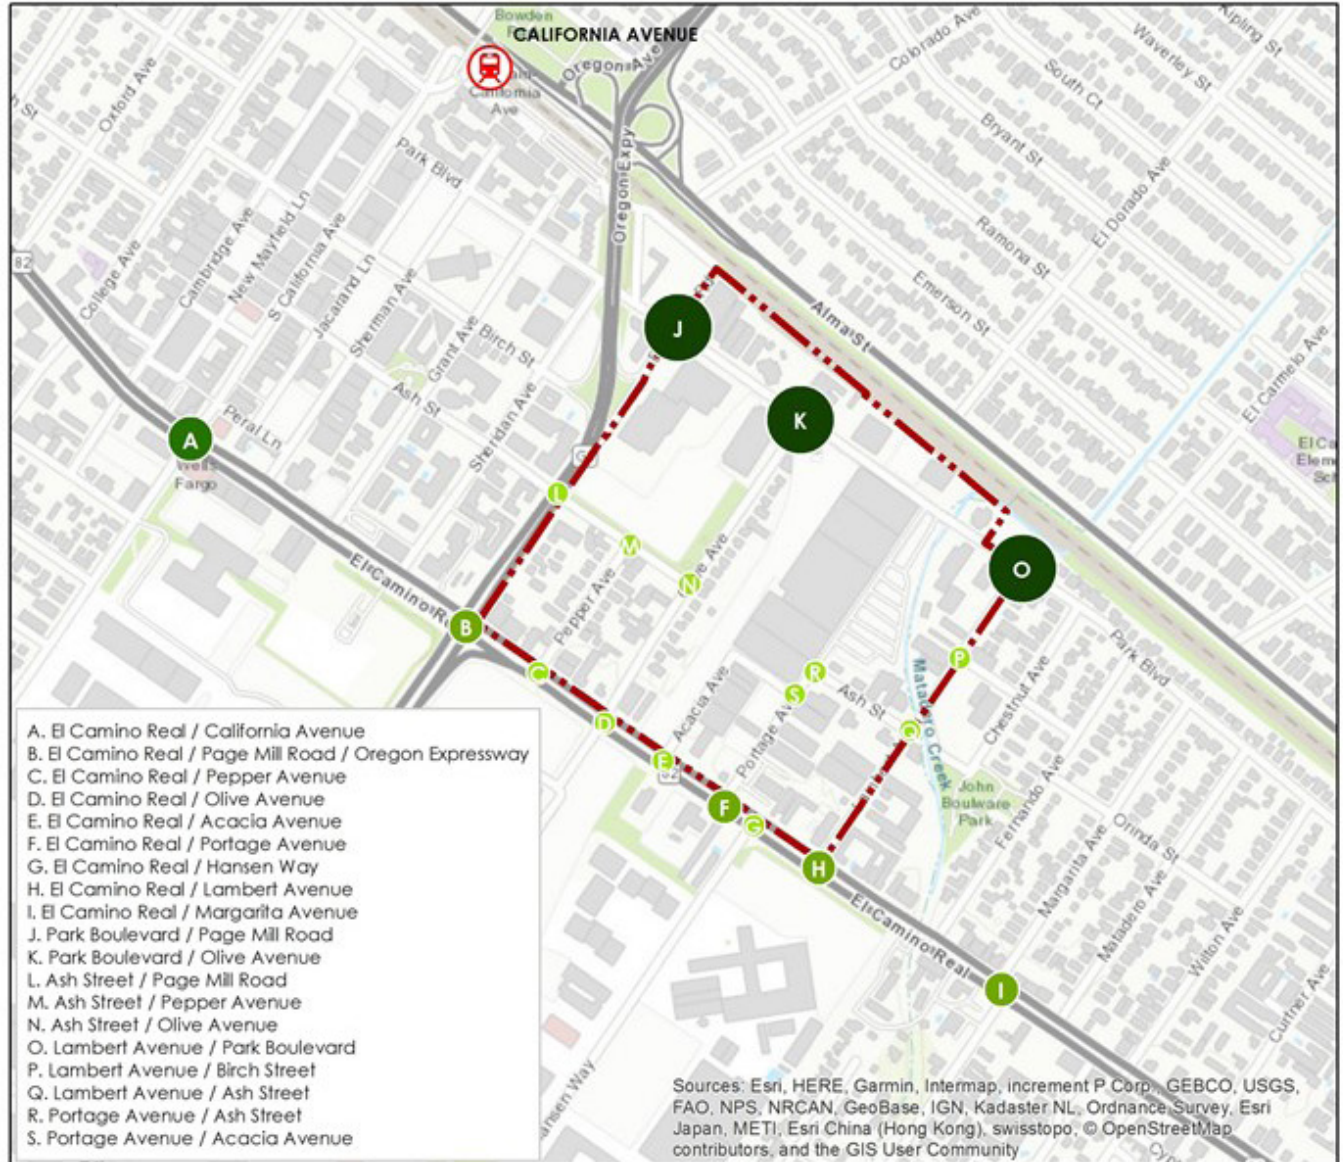 Bowden
CALIFORNIA AVENUE
Oregon Ave
California
Ave
Colorado Ave
Kipling St
Waverley St
South Ct
Bryant St
El Dorado Ave
Ramona St
Emerson St
El Carmelo Ave
Oxford Ave
Park Blvd
Oregon Expy
82
College Ave
Cambridge Ave
New Mayfield Ln
S California Ave
Jacarand Ln
Sherman Ave
Grant Ave
Birch St
Ash St
Sheridan Ave
Peral Ln
Alma St
J
K
A
Wells
Fargo
L
M
N
O
El Camino Real
B
Pepper Ave
Park Blvd
P
C
R
S
Ash St
Acacia Ave
Portage Ave
Matadero Creek
Chestnut Ave
D
Q
E
F
G
H
John
Boulware
Park
Fernando Ave
Orinda St
Margarita Ave
Matadero Ave
Wilton Ave
Curtner Ave
El Camino Real
I
A. El Camino Real / California Avenue
B. El Camino Real / Page Mill Road / Oregon Expressway
C. El Camino Real / Pepper Avenue
D. El Camino Real / Olive Avenue
E. El Camino Real / Acacia Avenue
F. El Camino Real / Portage Avenue
G. El Camino Real / Hansen Way
H. El Camino Real / Lambert Avenue
I. El Camino Real / Margarita Avenue
J. Park Boulevard / Page Mill Road
K. Park Boulevard / Olive Avenue
L. Ash Street / Page Mill Road
M. Ash Street / Pepper Avenue
N. Ash Street / Olive Avenue
O. Lambert Avenue / Park Boulevard
P. Lambert Avenue / Birch Street
Q. Lambert Avenue / Ash Street
R. Portage Avenue / Ash Street
S. Portage Avenue / Acacia Avenue
Sources: Esri, HERE, Garmin, Intermap, increment P Corp., GEBCO, USGS,
FAO, NPS, NRCAN, GeoBase, IGN, Kadaster NL, Ordnance Survey, Esri
Japan, METI, Esri China (Hong Kong), swisstopo, © OpenStreetMap
contributors, and the GIS User Community